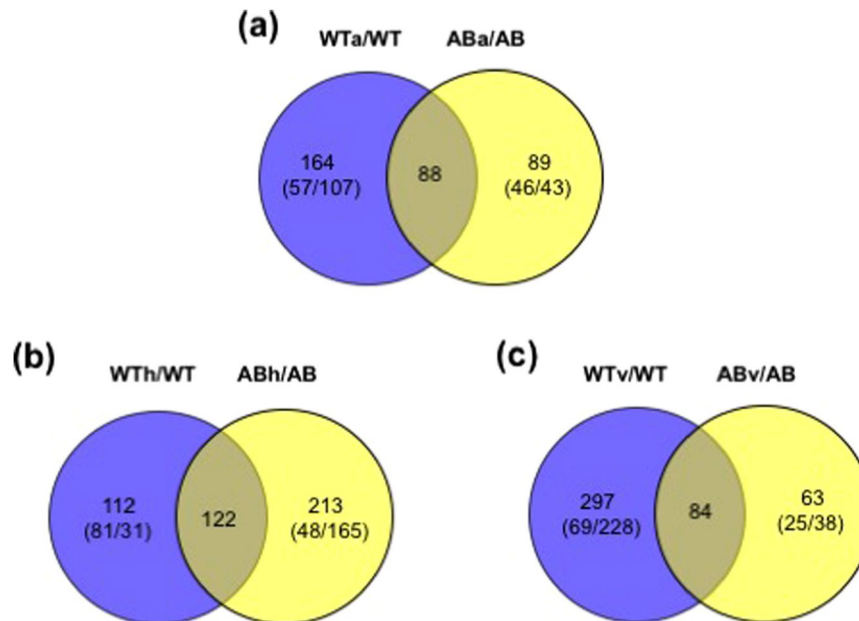 (a)
WTa/WT ABa/AB
164
(57/107)
88
89
(46/43)
(b)
WTh/WT ABh/AB
112
(81/31)
122
213
(48/165)
(c)
WTv/WT ABv/AB
297
(69/228)
84
63
(25/38)